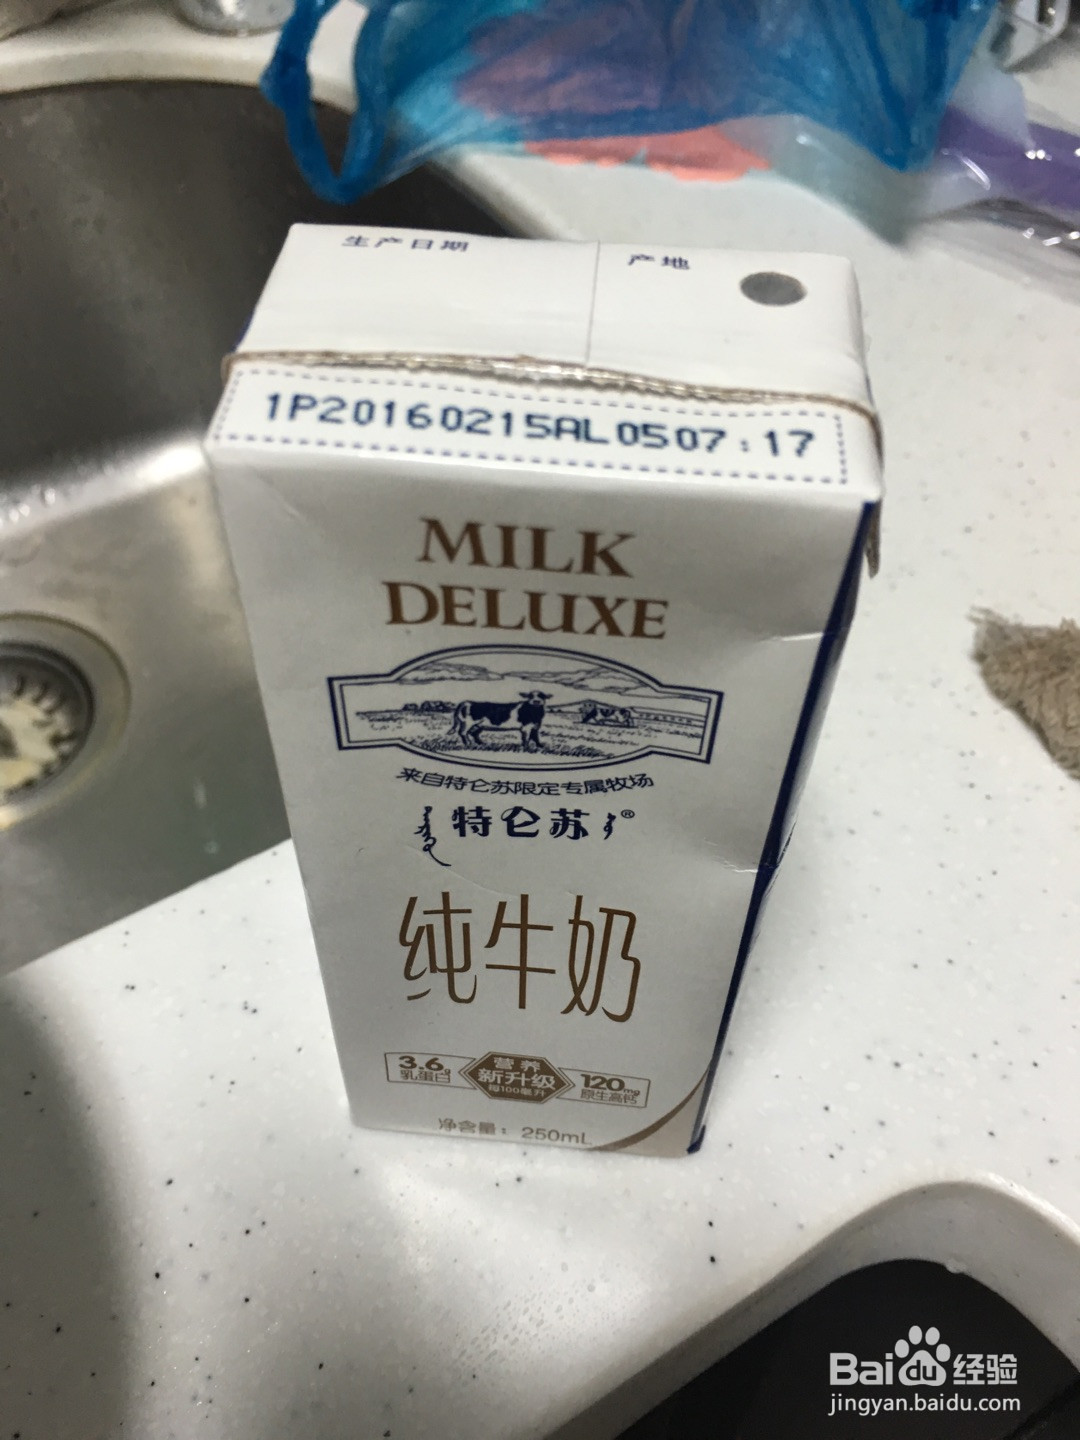 生产日期
产地
1P20160215AL0507:17
MILK
DELUXE
来自特仑苏限定专属牧场
特仑苏®
纯牛奶
3.6g
乳蛋白
营养
新升级
每100毫升
120mg
原生高钙
净含量：250mL
Baidu经验
jingyan.baidu.com